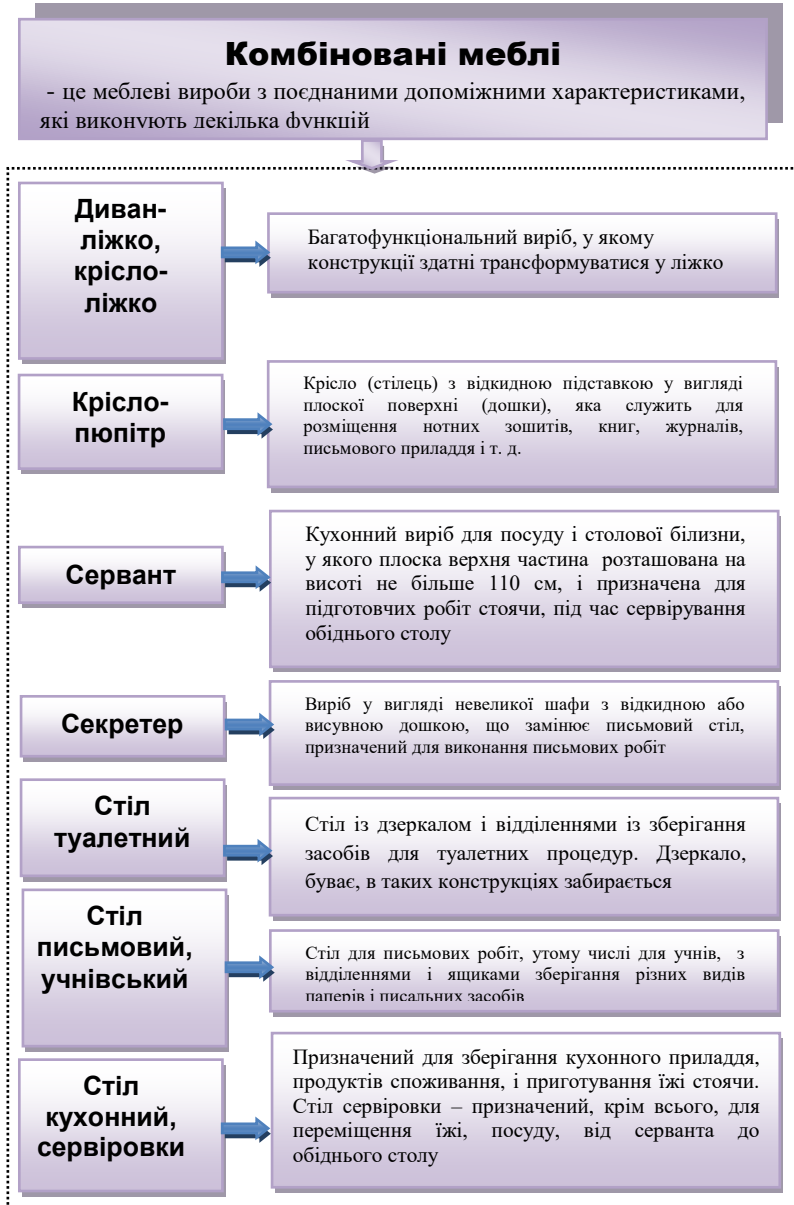 Комбіновані меблі
- це меблеві вироби з поєднаними допоміжними характеристиками,
які виконують декілька функцій
Диван-
ліжко,
крісло-
ліжко
Багатофункціональний виріб, у якому
конструкції здатні трансформуватися у ліжко
Крісло-
пюпітр
Крісло (стілець) з відкидною підставкою у вигляді
плоскої поверхні (дошки), яка служить для
розміщення нотних зошитів, книг, журналів,
письмового приладдя і т. д.
Сервант
Кухонний виріб для посуду і столової білизни,
у якого плоска верхня частина розташована на
висоті не більше 110 см, і призначена для
підготовчих робіт стоячи, під час сервірування
обіднього столу
Секретер
Виріб у вигляді невеликої шафи з відкидною або
висувною дошкою, що замінює письмовий стіл,
призначений для виконання письмових робіт
Стіл
туалетний
Стіл із дзеркалом і відділеннями із зберігання
засобів для туалетних процедур. Дзеркало,
буває, в таких конструкціях забирається
Стіл
письмовий,
учнівський
Стіл для письмових робіт, утому числі для учнів, з
відділеннями і ящиками зберігання різних видів
паперів і писальних засобів
Стіл
кухонний,
сервіровки
Призначений для зберігання кухонного приладдя,
продуктів споживання, і приготування їжі стоячи.
Стіл сервіровки – призначений, крім всього, для
переміщення їжі, посуду, від серванта до
обіднього столу